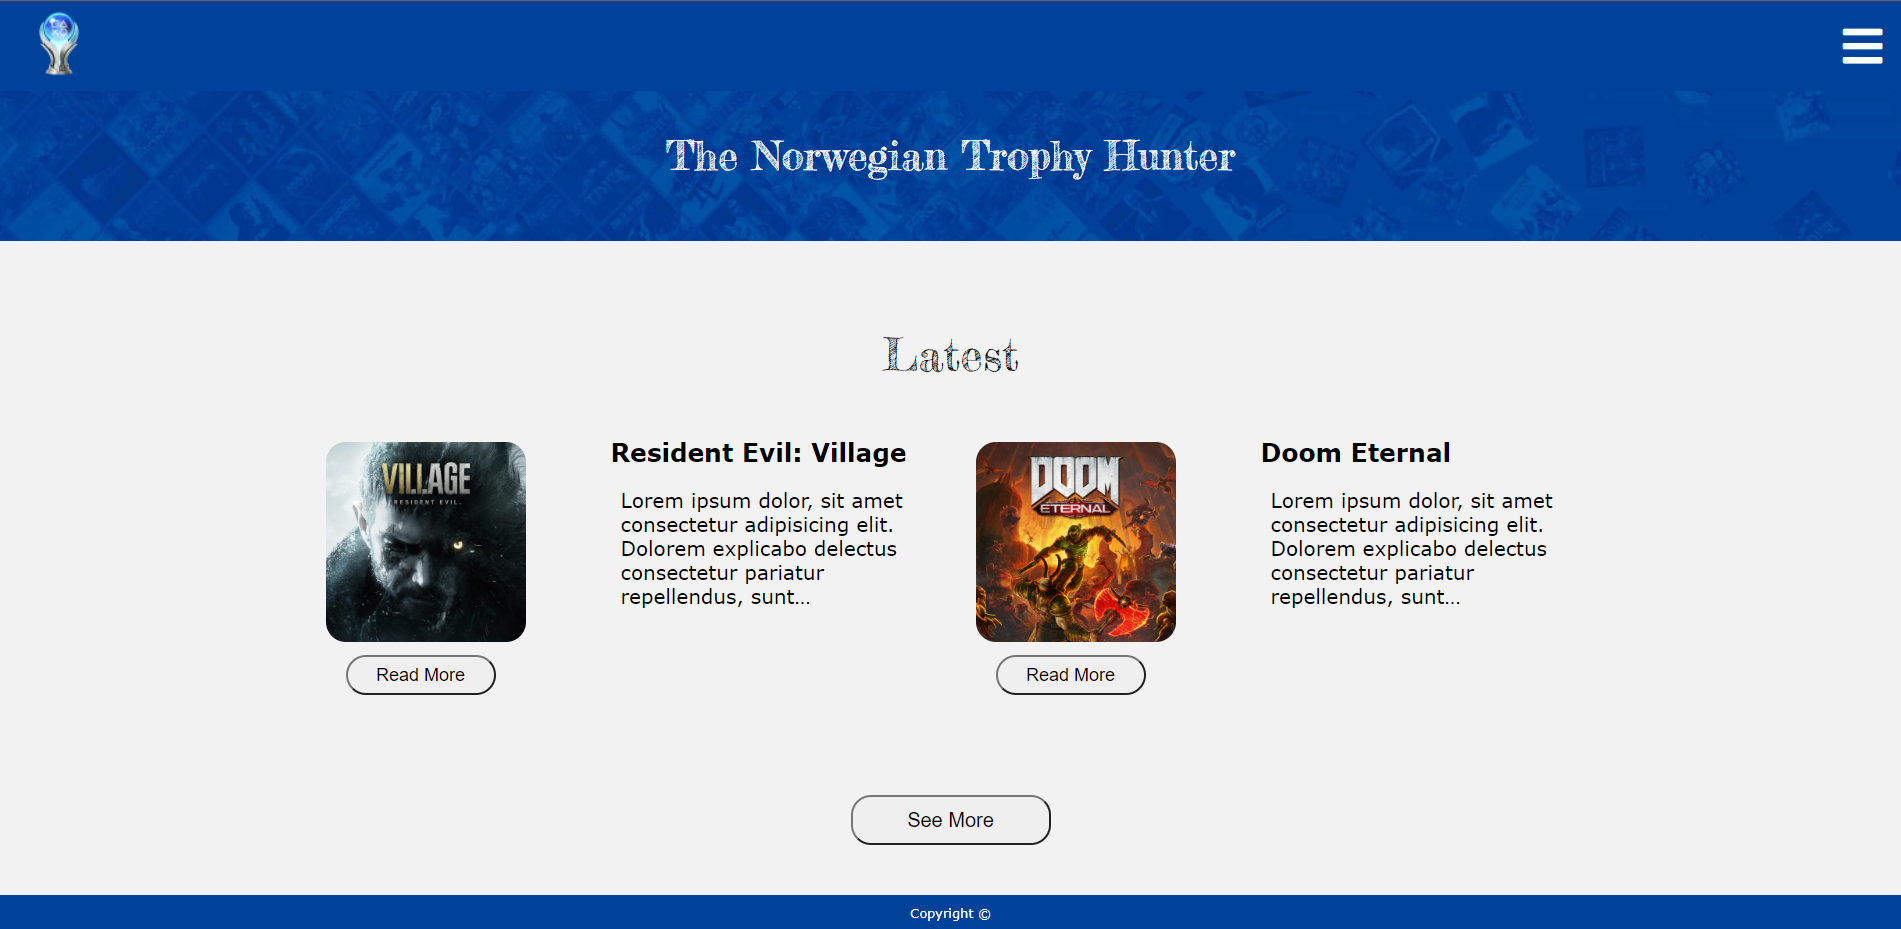 The Norwegian Trophy Hunter
Latest
VILLAGE
RESIDENT EVIL.
Resident Evil: Village
Lorem ipsum dolor, sit amet
consectetur adipisicing elit.
Dolorem explicabo delectus
consectetur pariatur
repellendus, sunt...
Read More
DOOM
ETERNAL
Doom Eternal
Lorem ipsum dolor, sit amet
consectetur adipisicing elit.
Dolorem explicabo delectus
consectetur pariatur
repellendus, sunt...
Read More
See More
Copyright ©